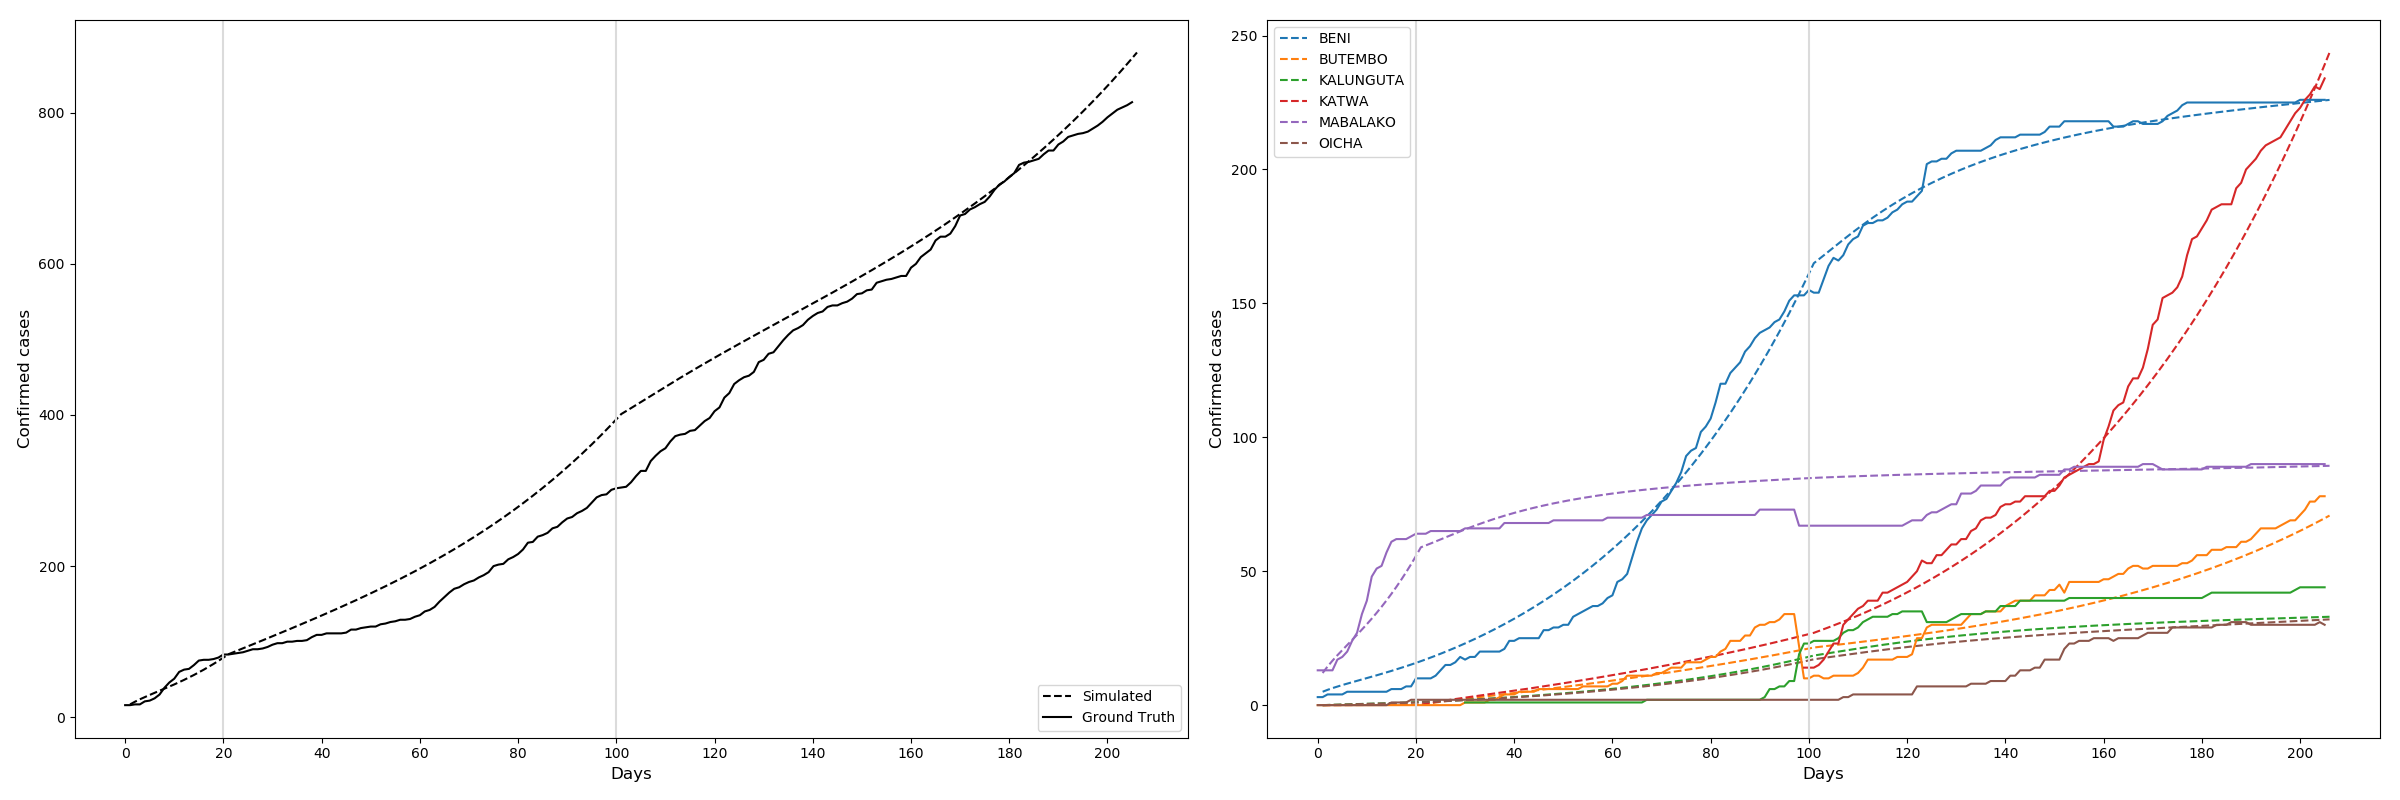 800
600
400
200
0
Confirmed cases
0 20 40 60 80 100 120 140 160 180 200
Days
Simulated
Ground Truth
250
200
150
100
50
0
Confirmed cases
0 20 40 60 80 100 120 140 160 180 200
Days
BENI
BUTEMBO
KALUNGUTA
KATWA
MABALAKO
OICHA